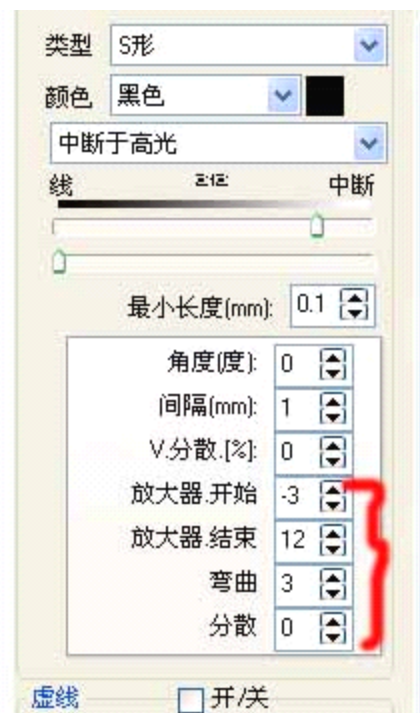 类型 S形
颜色 黑色
中断于高光
线 中断
最小长度(mm): 0.1
角度(度): 0
间隔(mm): 1
V.分散.[%]: 0
放大器.开始 -3
放大器.结束 12
弯曲 3
分散 0
虚线 开/关